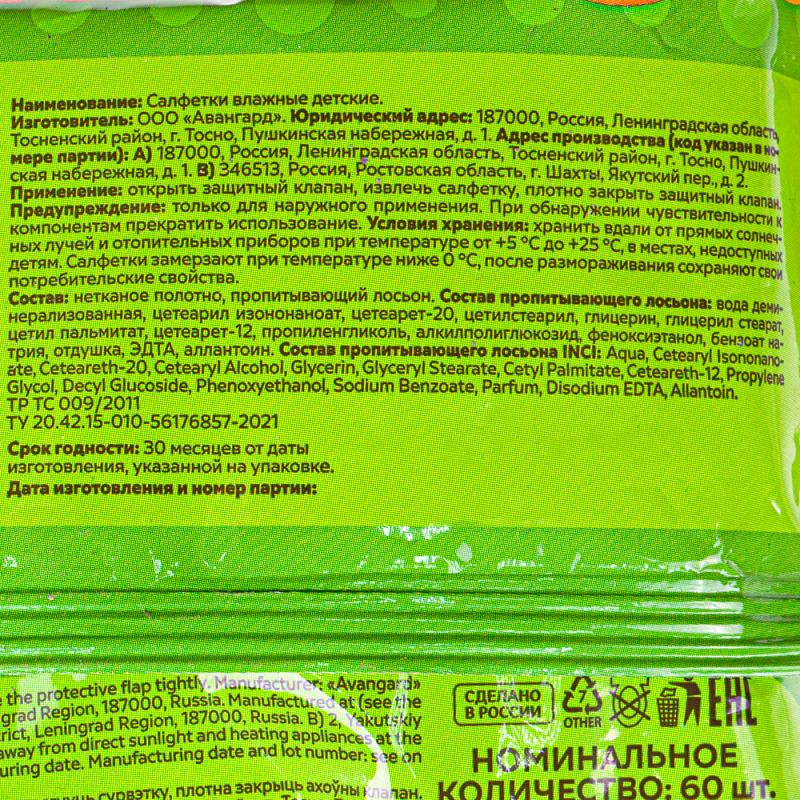 Наименование: Салфетки влажные детские.
Изготовитель: ООО «Авангард». Юридический адрес: 187000, Россия, Ленинградская область,
Тосненский район, г. Тосно, Пушкинская набережная, д. 1. Адрес производства (код указан в но-
мере партии): A) 187000, Россия, Ленинградская область, Тосненский район, г. Тосно, Пушкин-
ская набережная, д. 1. B) 346513, Россия, Ростовская область, г. Шахты, Якутский пер., д. 2.
Применение: открыть защитный клапан, извлечь салфетку, плотно закрыть защитный клапан.
Предупреждение: только для наружного применения. При обнаружении чувствительности к
компонентам прекратить использование. Условия хранения: хранить вдали от прямых солнеч-
ных лучей и отопительных приборов при температуре от +5 °C до +25 °C, в местах, недоступных
детям. Салфетки замерзают при температуре ниже 0 °C, после размораживания сохраняют свои
потребительские свойства.
Состав: нетканое полотно, пропитывающий лосьон. Состав пропитывающего лосьона: вода деми-
нерализованная, цетеарил изононаноат, цетеарет-20, цетилстеарил, глицерин, глицерил стеарат,
цетил пальмитат, цетеарет-12, пропиленгликоль, алкилполиглюкозид, феноксиэтанол, бензоат на-
трия, отдушка, ЭДТА, аллантоин. Состав пропитывающего лосьона INCI: Aqua, Cetearyl Isononano-
ate, Ceteareth-20, Cetearyl Alcohol, Glycerin, Glyceryl Stearate, Cetyl Palmitate, Ceteareth-12, Propylene
Glycol, Decyl Glucoside, Phenoxyethanol, Sodium Benzoate, Parfum, Disodium EDTA, Allantoin.
ТР ТС 009/2011
ТУ 20.42.15-010-56176857-2021
Срок годности: 30 месяцев от даты
изготовления, указанной на упаковке.
Дата изготовления и номер партии:
the protective flap tightly. Manufacturer: «Avangard»
grad Region, 187000, Russia. Manufactured at (see the
rict, Leningrad Region, 187000, Russia. B) 2, Yakutskiy
away from direct sunlight and heating appliances at the
uring date. Manufacturing date and lot number: see on
сурвэтку, плотна закрыць ахоўны клапан.
СДЕЛАНО
В РОССИИ
7
OTHER
EAC
НОМИНАЛЬНОЕ
КОЛИЧЕСТВО: 60 шт.